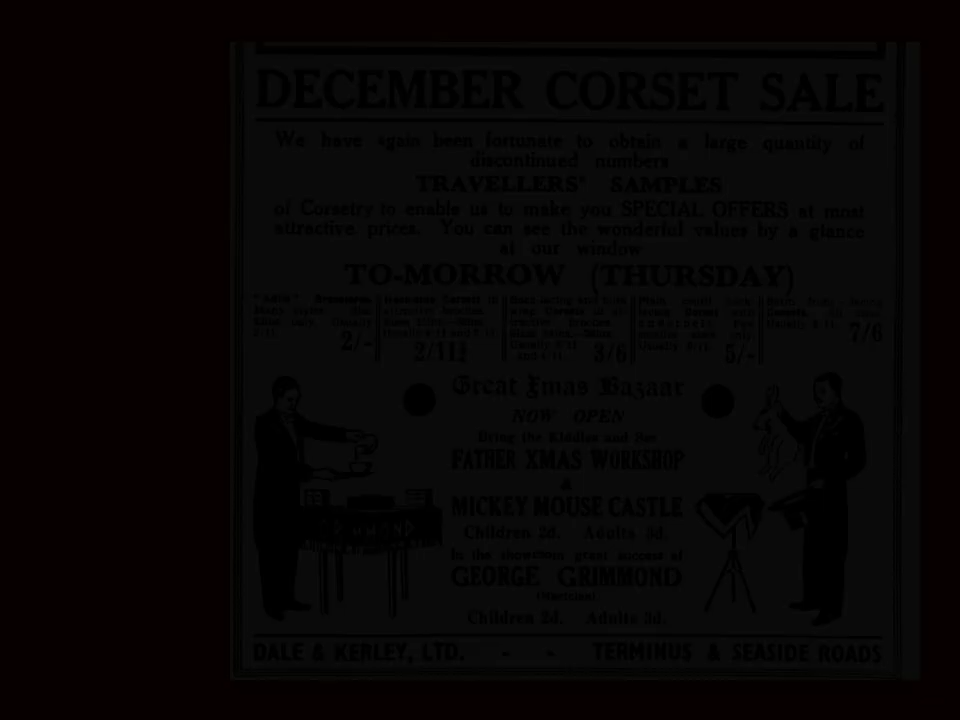 DECEMBER CORSET SALE
We have again been fortunate to obtain a large quantity of
discontinued numbers
TRAVELLERS' SAMPLES
of Corsetry to enable us to make you SPECIAL OFFERS at most
attractive prices. You can see the wonderful values by a glance
at our window
TO-MORROW (THURSDAY)
2/-
2/11½
3/6
5/-
7/6
Great Xmas Bazaar
NOW OPEN
Bring the Kiddies and See
FATHER XMAS WORKSHOP
&
MICKEY MOUSE CASTLE
Children 2d. Adults 3d.
In the showroom great success of
GEORGE GRIMMOND
(Magician)
Children 2d. Adults 3d.
GRIMMOND
DALE & KERLEY, LTD. - - TERMINUS & SEASIDE ROADS